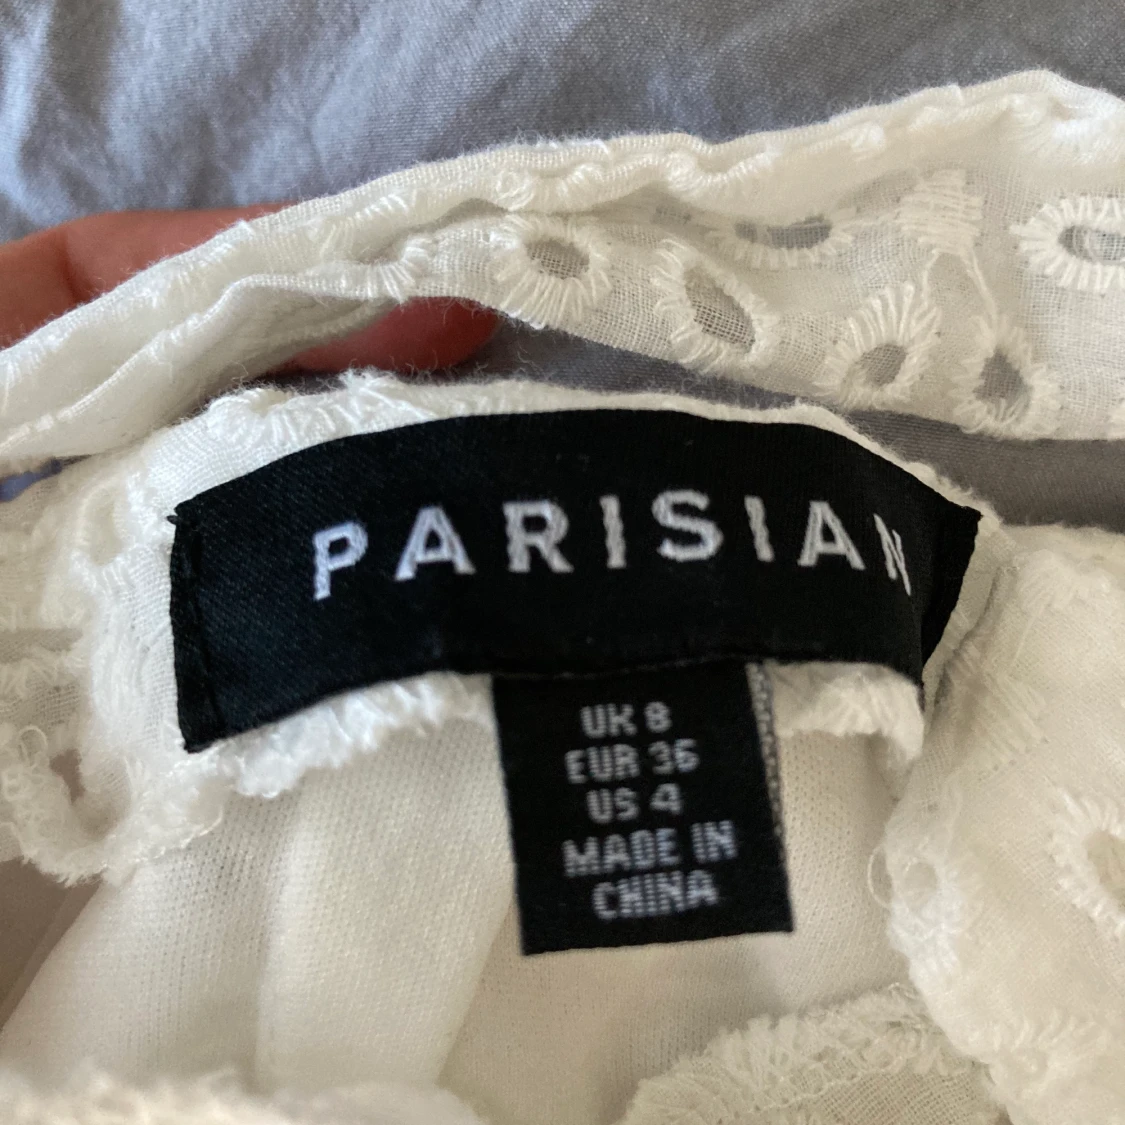 PARISIAN
UK 8
EUR 36
US 4
MADE IN
CHINA